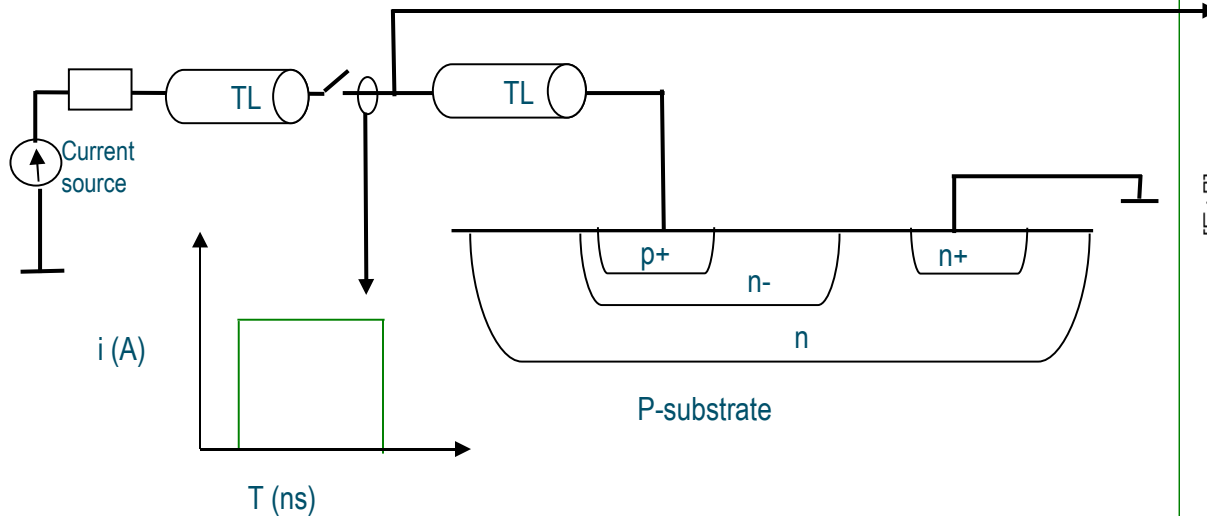 TL
TL
Current
source
p+
n+
n-
n
i (A)
P-substrate
T (ns)